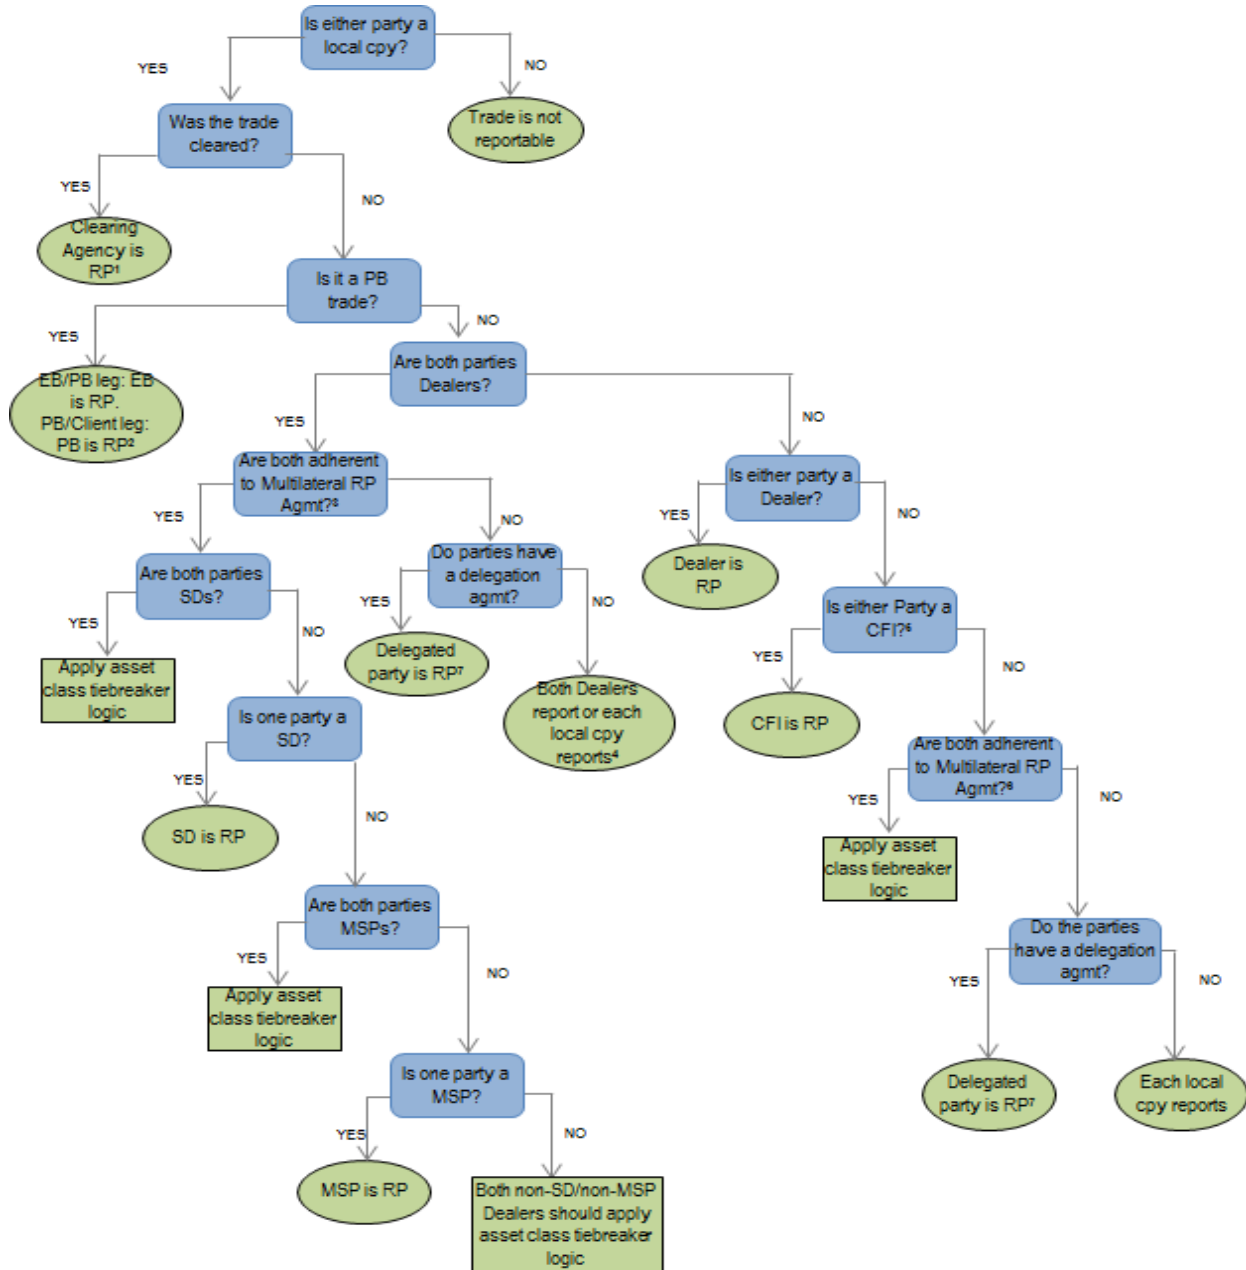 Is either party a
local cpy?
YES
NO
Was the trade
cleared?
Trade is not
reportable
YES
NO
Clearing
Agency is
RP¹
Is it a PB
trade?
YES
NO
EB/PB leg: EB
is RP.
PB/Client leg:
PB is RP²
Are both parties
Dealers?
YES
NO
Are both adherent
to Multilateral RP
Agmt?³
Is either party a
Dealer?
YES
NO
YES
NO
Are both parties
SDs?
Do parties have
a delegation
agmt?
Dealer is
RP
Is either Party a
CFI?⁵
YES
NO
YES
NO
YES
NO
Apply asset
class tiebreaker
logic
Delegated
party is RP⁷
Both Dealers
report or each
local cpy
reports⁴
CFI is RP
Is one party a
SD?
Are both adherent
to Multilateral RP
Agmt?⁶
YES
NO
YES
NO
SD is RP
Apply asset
class tiebreaker
logic
Are both parties
MSPs?
Do the parties
have a delegation
agmt?
YES
NO
YES
NO
Apply asset
class tiebreaker
logic
Is one party a
MSP?
Delegated
party is RP⁷
Each local
cpy reports
YES
NO
MSP is RP
Both non-SD/non-MSP
Dealers should apply
asset class tiebreaker
logic